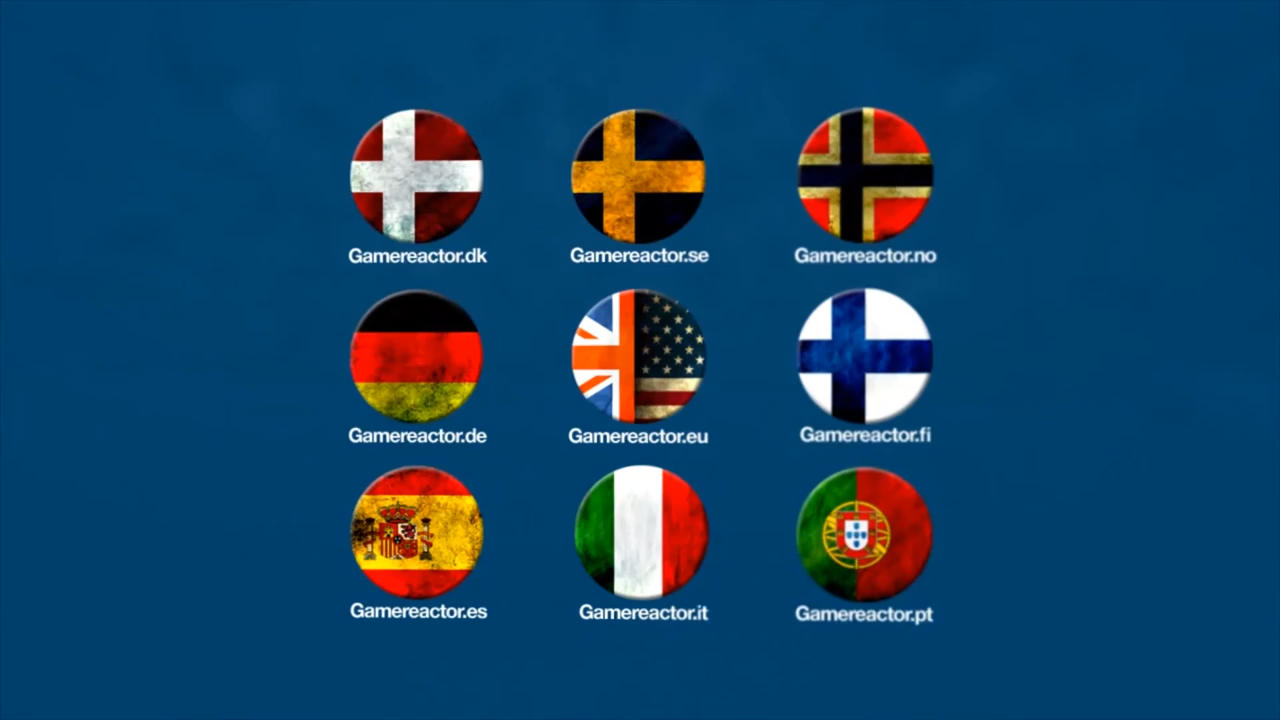 Gamereactor.dk
Gamereactor.se
Gamereactor.no
Gamereactor.de
Gamereactor.eu
Gamereactor.fi
Gamereactor.es
Gamereactor.it
Gamereactor.pt